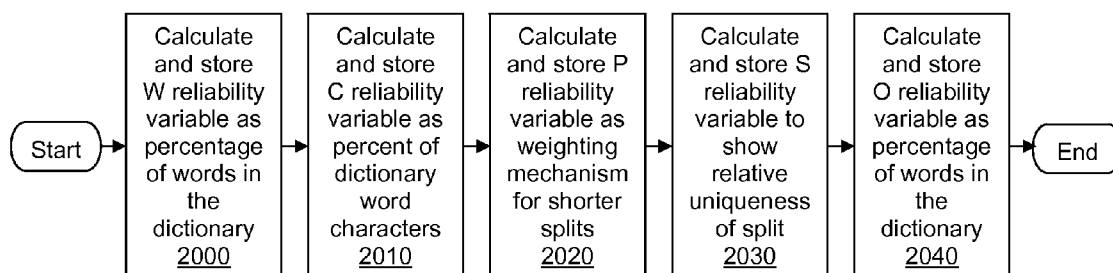 Start
Calculate
and store
W reliability
variable as
percentage
of words in
the
dictionary
2000
Calculate
and store
C reliability
variable as
percent of
dictionary
word
characters
2010
Calculate
and store P
reliability
variable as
weighting
mechanism
for shorter
splits
2020
Calculate
and store S
reliability
variable to
show
relative
uniqueness
of split
2030
Calculate
and store
O reliability
variable as
percentage
of words in
the
dictionary
2040
End